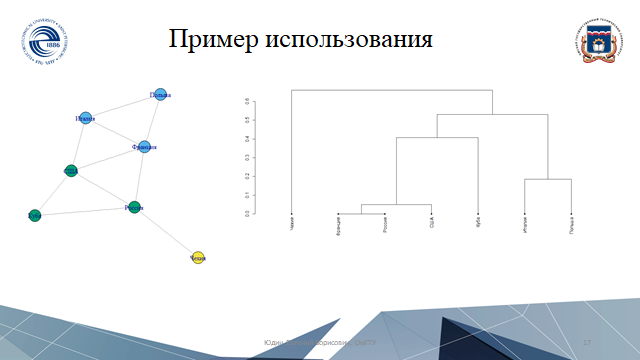 Пример использования
1886
Польша
Италия
Франция
США
Куба
Россия
Чехия
0.0 0.1 0.2 0.3 0.4 0.5 0.6
Чехия
Франция
Россия
США
Куба
Италия
Польша
17